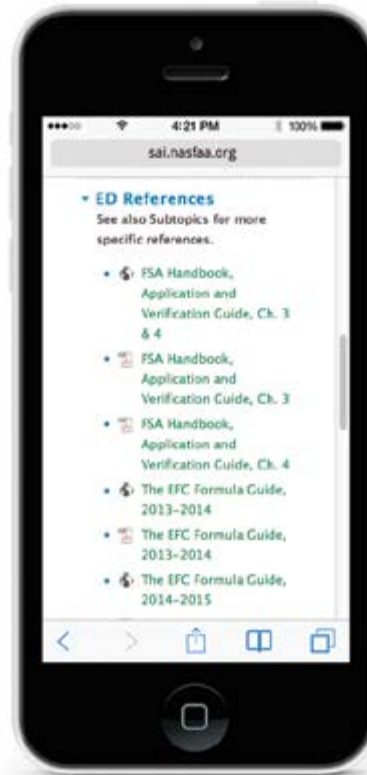 4:21 PM
100%
sai.nasfaa.org
ED References
See also Subtopics for more
specific references.
FSA Handbook,
Application and
Verification Guide, Ch. 3
& 4
FSA Handbook,
Application and
Verification Guide, Ch. 3
FSA Handbook,
Application and
Verification Guide, Ch. 4
The EFC Formula Guide,
2013–2014
The EFC Formula Guide,
2013–2014
The EFC Formula Guide,
2014–2015